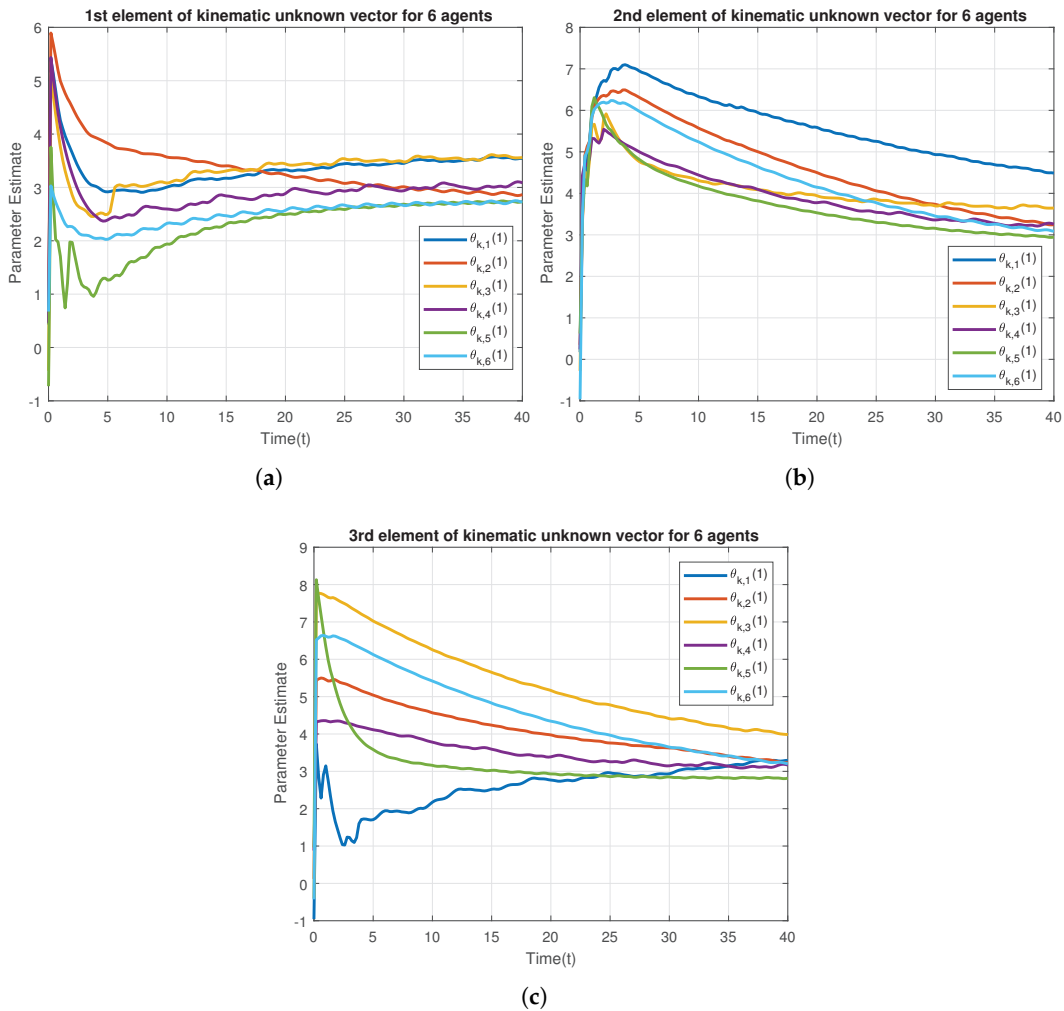 1st element of kinematic unknown vector for 6 agents
6
5
4
3
2
1
0
-1
Parameter Estimate
θk,1(1)
θk,2(1)
θk,3(1)
θk,4(1)
θk,5(1)
θk,6(1)
0 5 10 15 20 25 30 35 40
Time(t)
(a)
2nd element of kinematic unknown vector for 6 agents
8
7
6
5
4
3
2
1
0
-1
Parameter Estimate
θk,1(1)
θk,2(1)
θk,3(1)
θk,4(1)
θk,5(1)
θk,6(1)
0 5 10 15 20 25 30 35 40
Time(t)
(b)
3rd element of kinematic unknown vector for 6 agents
9
8
7
6
5
4
3
2
1
0
-1
Parameter Estimate
θk,1(1)
θk,2(1)
θk,3(1)
θk,4(1)
θk,5(1)
θk,6(1)
0 5 10 15 20 25 30 35 40
Time(t)
(c)